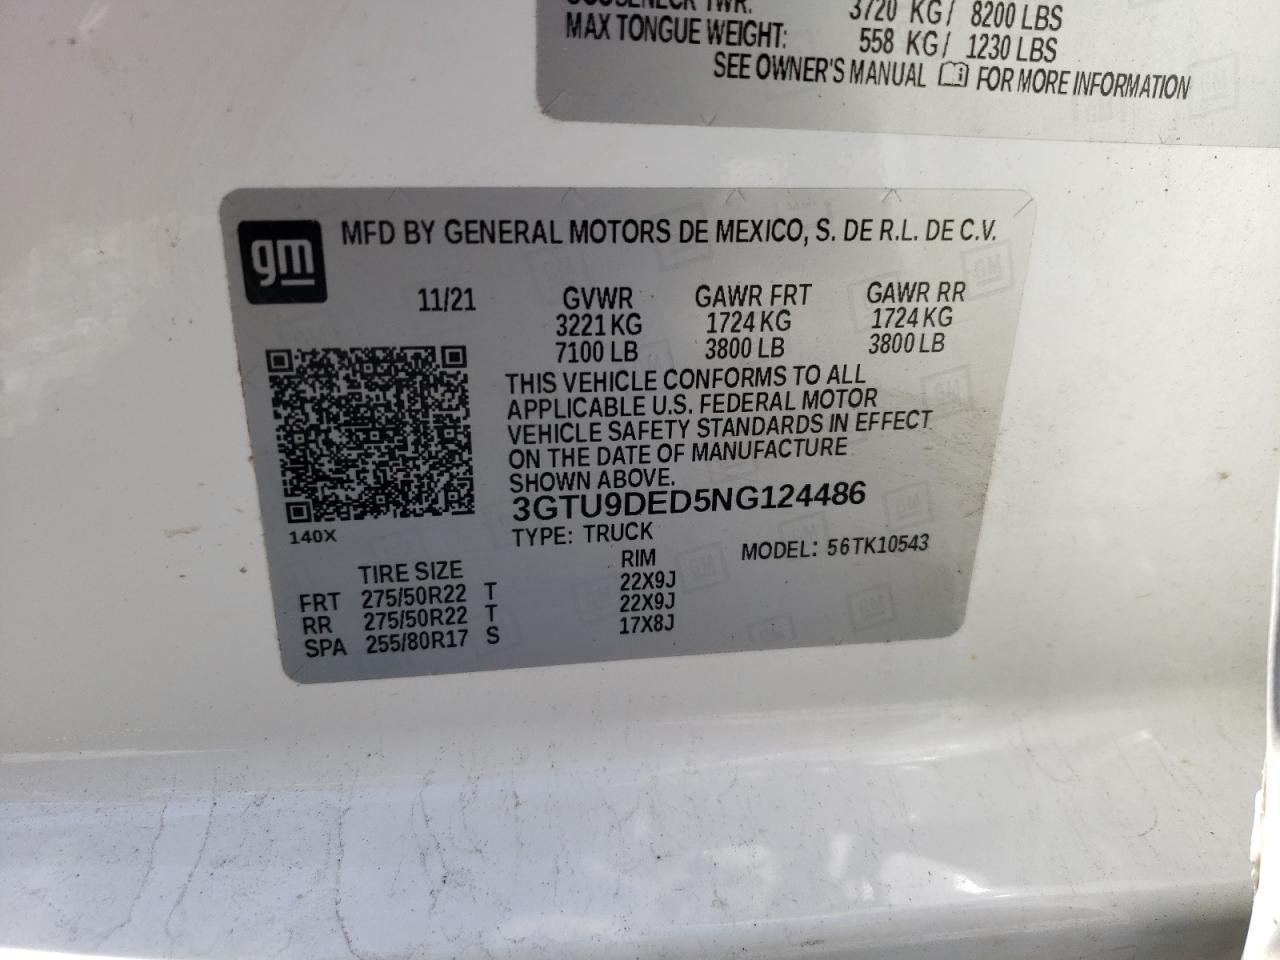 GOOSENECK TWR: 3720 KG/ 8200 LBS
MAX TONGUE WEIGHT: 558 KG/ 1230 LBS
SEE OWNER'S MANUAL FOR MORE INFORMATION
gm MFD BY GENERAL MOTORS DE MEXICO, S. DE R.L. DE C.V.
11/21 GVWR GAWR FRT GAWR RR
3221 KG 1724 KG 1724 KG
7100 LB 3800 LB 3800 LB
THIS VEHICLE CONFORMS TO ALL
APPLICABLE U.S. FEDERAL MOTOR
VEHICLE SAFETY STANDARDS IN EFFECT
ON THE DATE OF MANUFACTURE
SHOWN ABOVE.
3GTU9DED5NG124486
140X
TYPE: TRUCK MODEL: 56TK10543
TIRE SIZE RIM
FRT 275/50R22 T 22X9J
RR 275/50R22 T 22X9J
SPA 255/80R17 S 17X8J